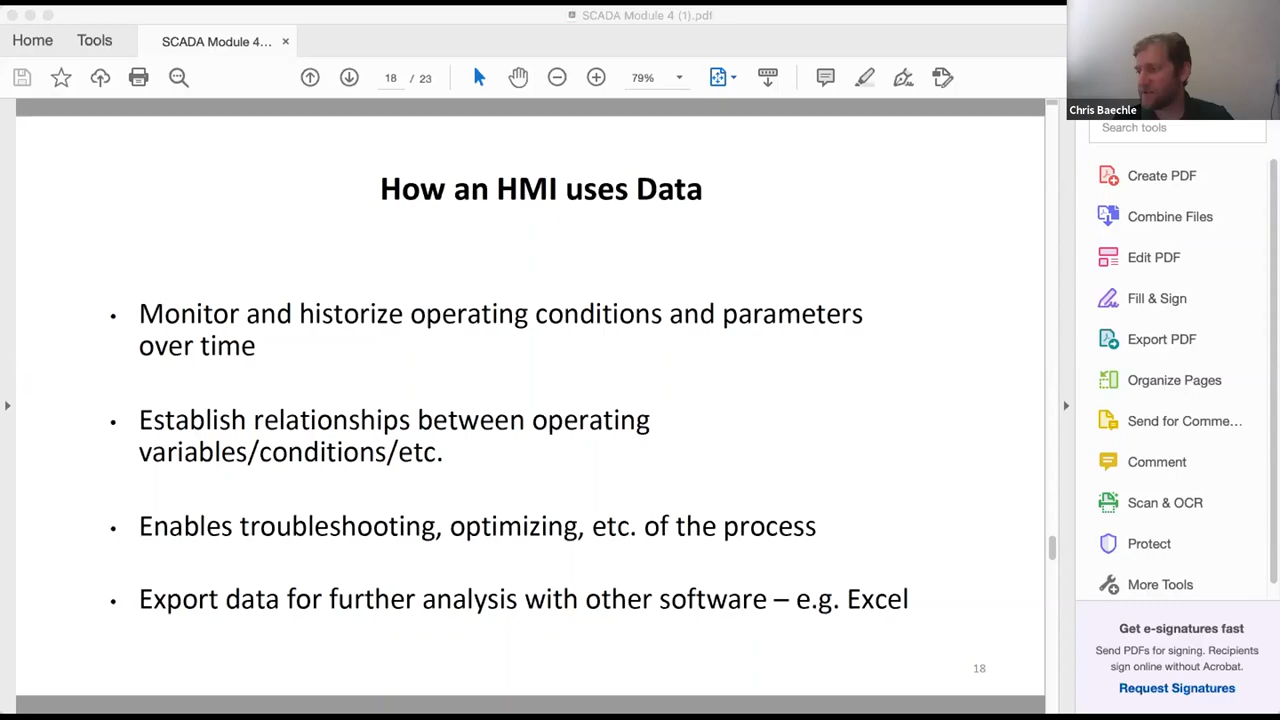 SCADA Module 4 (1).pdf
Home
Tools
SCADA Module 4...
18 / 23
79%
Chris Baechle
Search tools
How an HMI uses Data
• Monitor and historize operating conditions and parameters
over time
• Establish relationships between operating
variables/conditions/etc.
• Enables troubleshooting, optimizing, etc. of the process
• Export data for further analysis with other software – e.g. Excel
18
Create PDF
Combine Files
Edit PDF
Fill & Sign
Export PDF
Organize Pages
Send for Comme...
Comment
Scan & OCR
Protect
More Tools
Get e-signatures fast
Send PDFs for signing. Recipients
sign online without Acrobat.
Request Signatures